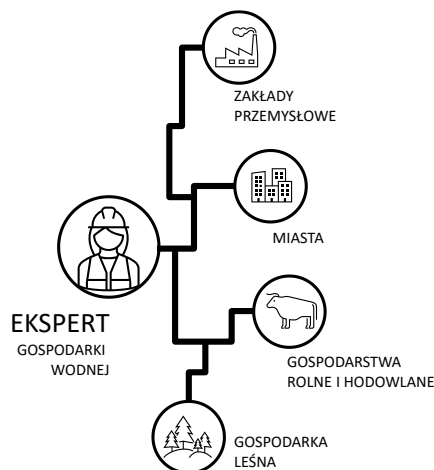 ZAKŁADY
PRZEMYSŁOWE
MIASTA
EKSPERT
GOSPODARKI
WODNEJ
GOSPODARSTWA
ROLNE I HODOWLANE
GOSPODARKA
LEŚNA